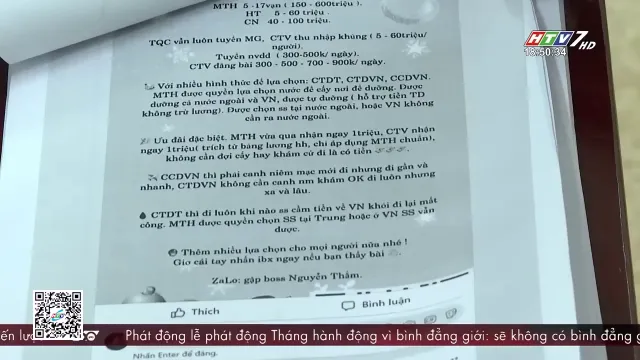 MTH 5 -17vạn ( 150 - 600triệu ).
HT 5 - 60 triệu .
CN 40 - 100 triệu.
TQC vẫn luôn tuyển MG, CTV thu nhập khủng ( 5 - 60triệu/
người).
Tuyển nvdd ( 300-500k/ ngày).
CTV đăng bài 300 - 500 - 700 - 900k/ ngày.
Với nhiều hình thức để lựa chọn: CTDT, CTDVN, CCDVN.
MTH được quyền lựa chọn nước để cấy nơi để dưỡng. Được
dưỡng cả nước ngoài và VN, được tự dưỡng ( hỗ trợ tiền TD
không trừ lương). Được chọn ss tại nước ngoài, hoặc VN không
cần ra nước ngoài.
Ưu đãi đặc biệt. MTH vừa qua nhận ngay 1triệu, CTV nhận
ngay 1triệu( trích từ bảng lương hh, chỉ áp dụng MTH chuẩn),
không cần đợi cấy hay khám cứ đi là có tiền
CCDVN thì phải canh niêm mạc mới đi nhưng đi gần và
nhanh, CTDVN không cần canh nm khám OK đi luôn nhưng
xa và lâu.
CTDT thì đi luôn khi nào ss cầm tiền về VN khỏi đi lại mất
công. MTH được quyền chọn SS tại Trung hoặc ở VN SS vẫn
được.
Thêm nhiều lựa chọn cho mọi người nữa nhé !
Giơ cái tay nhắn ibx ngay nếu bạn thấy bài
ZaLo: gặp boss Nguyễn Thắm.
Thích
Bình luận
Nhấn Enter để đăng.
HTV7 HD
18:50:34
ến lược Phát động lễ phát động Tháng hành động vì bình đẳng giới: sẽ không có bình đẳng g